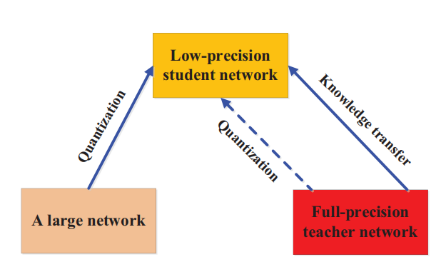 Low-precision
student network
Quantization
Quantization
Knowledge transfer
A large network
Full-precision
teacher network